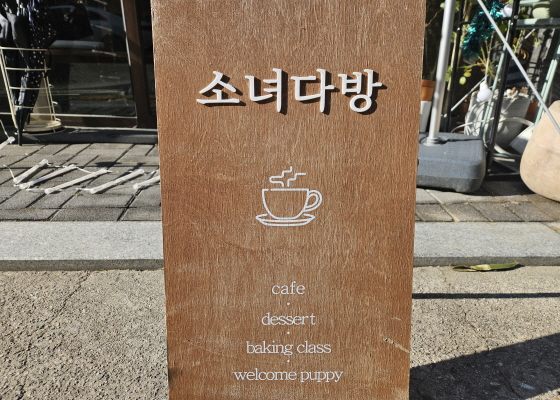 소녀다방
cafe
dessert
baking class
welcome puppy